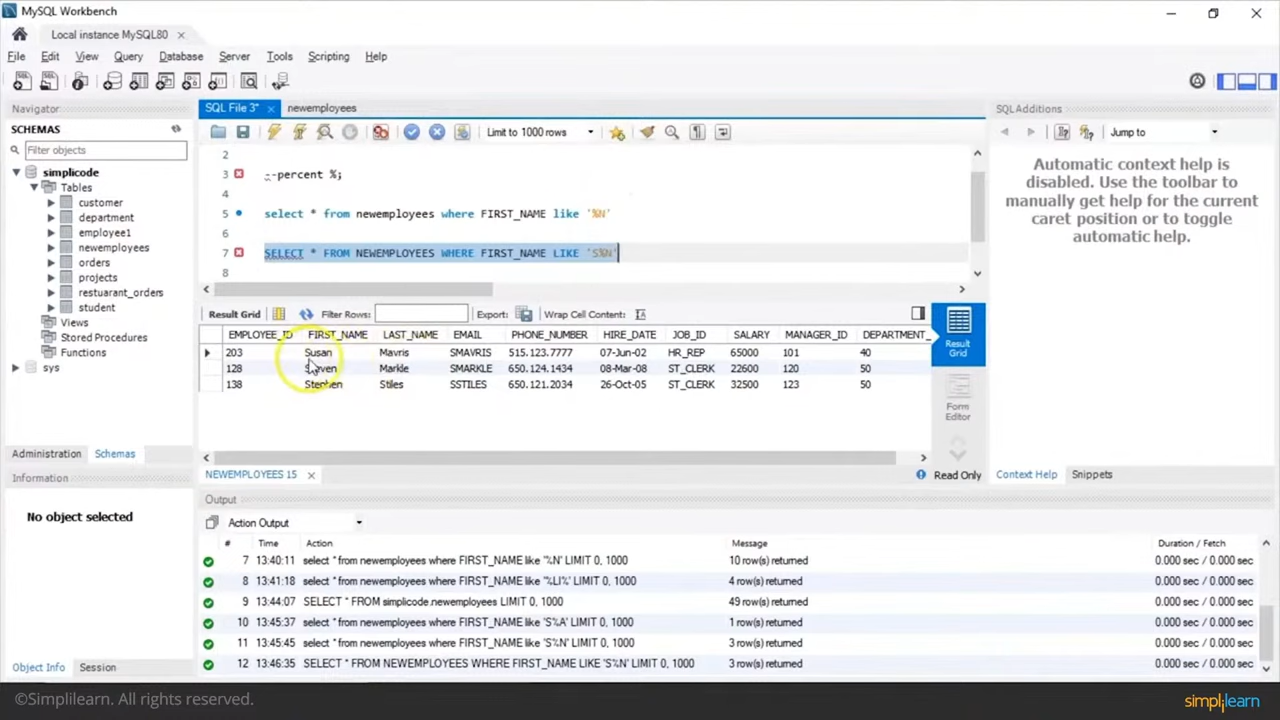 MySQL Workbench
Local instance MySQL80
File Edit View Query Database Server Tools Scripting Help
Navigator
SCHEMAS
Filter objects
simplicode
Tables
customer
department
employee1
newemployees
orders
projects
restuarant_orders
student
Views
Stored Procedures
Functions
sys
Administration Schemas
Information
No object selected
Object Info Session
SQL File 3* newemployees
Limit to 1000 rows
2
3 --percent %;
4
5 select * from newemployees where FIRST_NAME like '%N'
6
7 SELECT * FROM NEWEMPLOYEES WHERE FIRST_NAME LIKE 'S%N'
8
Result Grid Filter Rows: Export: Wrap Cell Content:
EMPLOYEE_ID FIRST_NAME LAST_NAME EMAIL PHONE_NUMBER HIRE_DATE JOB_ID SALARY MANAGER_ID DEPARTMENT_
203 Susan Mavris SMAVRIS 515.123.7777 07-Jun-02 HR_REP 65000 101 40
128 Steven Markle SMARKLE 650.124.1434 08-Mar-08 ST_CLERK 22600 120 50
138 Stephen Stiles SSTILES 650.121.2034 26-Oct-05 ST_CLERK 32500 123 50
Result Grid
Form Editor
NEWEMPLOYEES 15
Read Only
SQL Additions
Jump to
Automatic context help is
disabled. Use the toolbar to
manually get help for the current
caret position or to toggle
automatic help.
Context Help Snippets
Output
Action Output
# Time Action Message Duration / Fetch
7 13:40:11 select * from newemployees where FIRST_NAME like '%N' LIMIT 0, 1000 10 row(s) returned 0.000 sec / 0.000 sec
8 13:41:18 select * from newemployees where FIRST_NAME like '%LI%' LIMIT 0, 1000 4 row(s) returned 0.000 sec / 0.000 sec
9 13:44:07 SELECT * FROM simplicode.newemployees LIMIT 0, 1000 49 row(s) returned 0.000 sec / 0.000 sec
10 13:45:37 select * from newemployees where FIRST_NAME like 'S%A' LIMIT 0, 1000 1 row(s) returned 0.000 sec / 0.000 sec
11 13:45:45 select * from newemployees where FIRST_NAME like 'S%N' LIMIT 0, 1000 3 row(s) returned 0.000 sec / 0.000 sec
12 13:46:35 SELECT * FROM NEWEMPLOYEES WHERE FIRST_NAME LIKE 'S%N' LIMIT 0, 1000 3 row(s) returned 0.000 sec / 0.000 sec
©Simplilearn. All rights reserved.
simplilearn